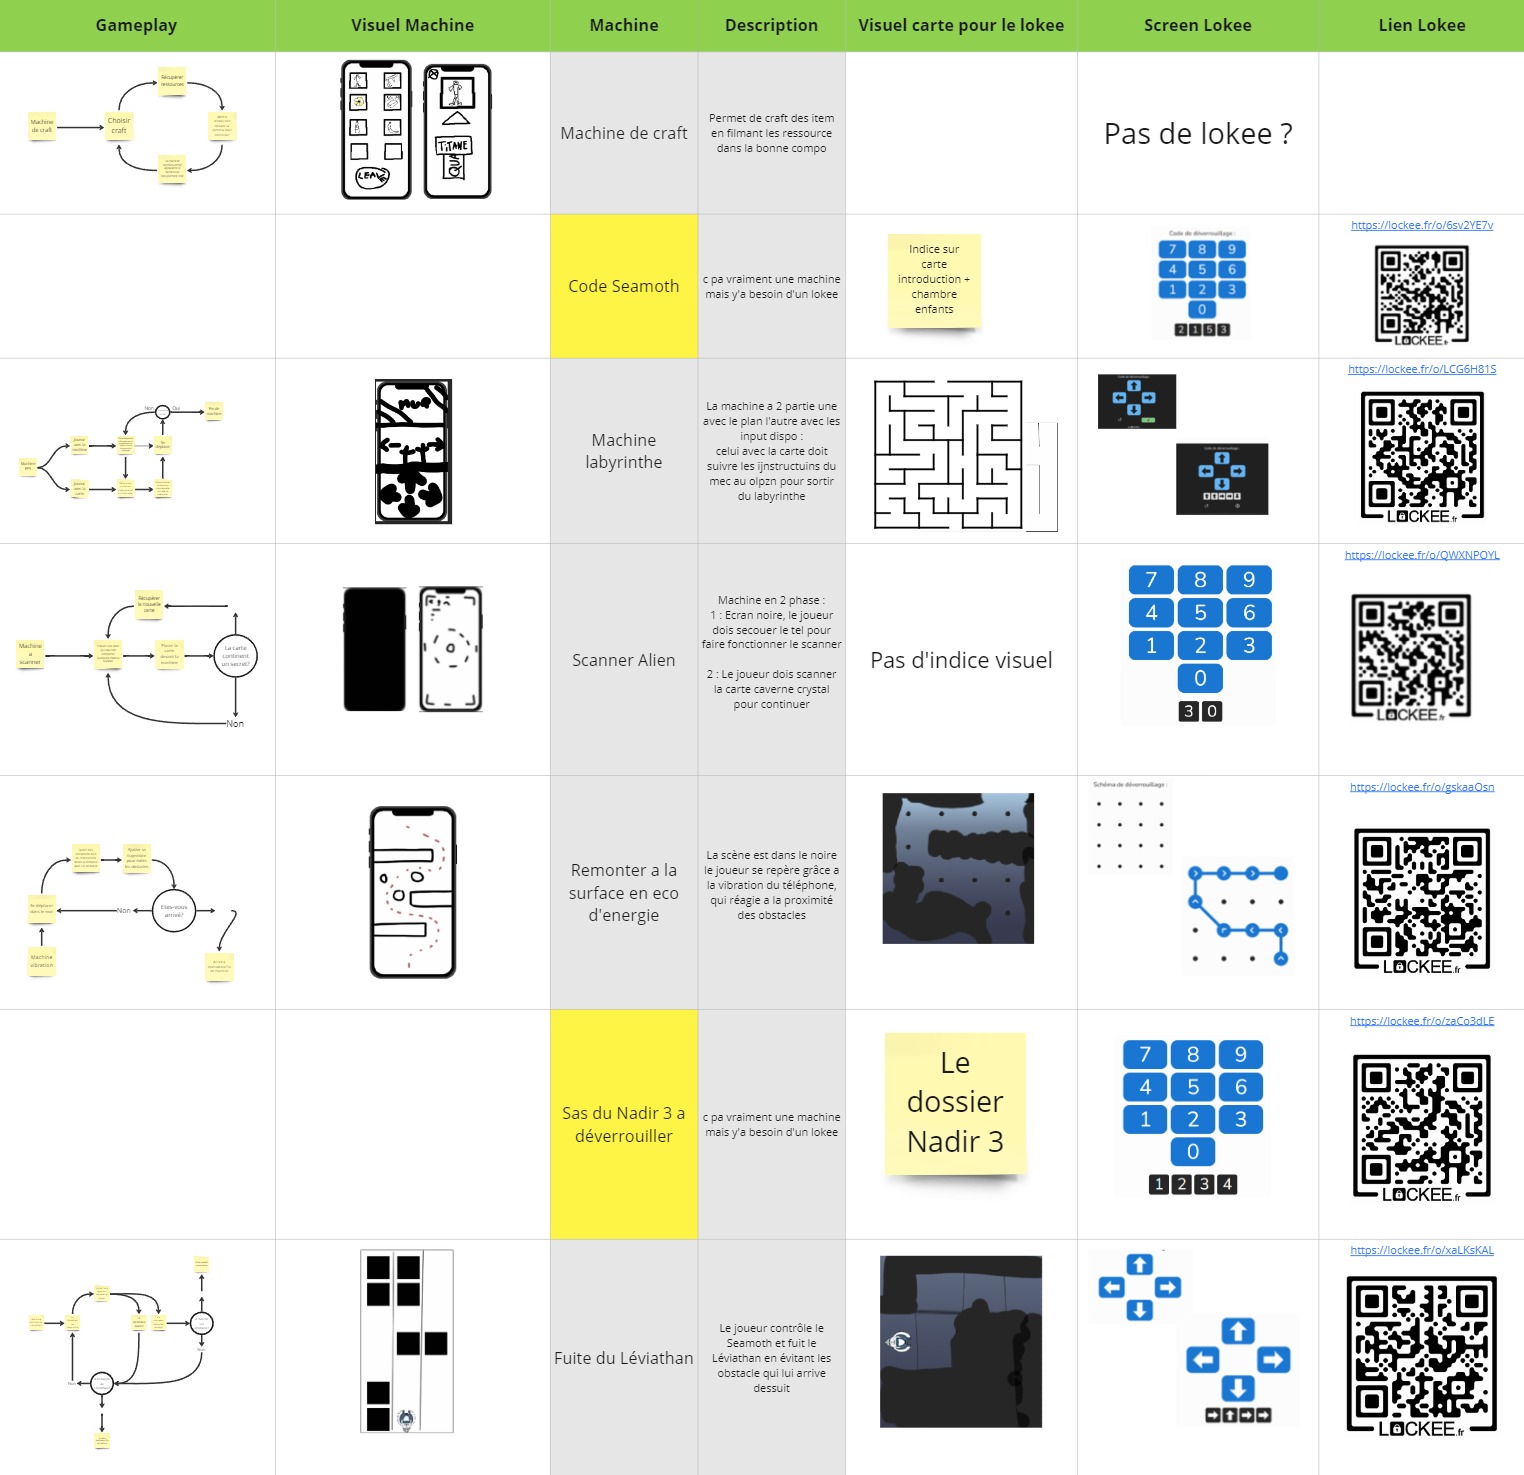 Gameplay
Visuel Machine
Machine
Description
Visuel carte pour le lokee
Screen Lokee
Lien Lokee
Récupérer
ressources
Machine
de craft
Choisir
craft
TITANE
LEAVE
Machine de craft
Permet de craft des item
en filmant les ressource
dans la bonne compo
Pas de lokee ?
Code Seamoth
c pa vraiment une machine
mais y'a besoin d'un lokee
Indice sur
carte
introduction +
chambre
enfants
Code de déverrouillage :
7 8 9
4 5 6
1 2 3
0
2 1 5 3
https://lockee.fr/o/6sv2YE7v
LOCKEE.fr
Non
Oui
Machine
labyrinthe
La machine a 2 partie une
avec le plan l'autre avec les
input dispo :
celui avec la carte doit
suivre les ijnstructuins du
mec au olpzn pour sortir
du labyrinthe
https://lockee.fr/o/LCG6H81S
LOCKEE.fr
Récupérer
la nouvelle
carte
Machine
a
scanner
La carte
contient
un secret?
Non
Scanner Alien
Machine en 2 phase :
1 : Ecran noire, le joueur
dois secouer le tel pour
faire fonctionner le scanner
2 : Le joueur dois scanner
la carte caverne crystal
pour continuer
Pas d'indice visuel
7 8 9
4 5 6
1 2 3
0
3 0
https://lockee.fr/o/QWXNPOYL
LOCKEE.fr
Non
Etes-vous
arrivé?
Machine
vibration
Remonter a la
surface en eco
d'energie
La scène est dans le noire
le joueur se repère grâce a
la vibration du téléphone,
qui réagie a la proximité
des obstacles
Schéma de déverrouillage :
https://lockee.fr/o/gskaaOsn
LOCKEE.fr
Sas du Nadir 3 a
déverrouiller
c pa vraiment une machine
mais y'a besoin d'un lokee
Le
dossier
Nadir 3
7 8 9
4 5 6
1 2 3
0
1 2 3 4
https://lockee.fr/o/zaCo3dLE
LOCKEE.fr
Non
Fuite du Léviathan
Le joueur contrôle le
Seamoth et fuit le
Léviathan en évitant les
obstacle qui lui arrive
dessuit
https://lockee.fr/o/xaLKsKAL
LOCKEE.fr